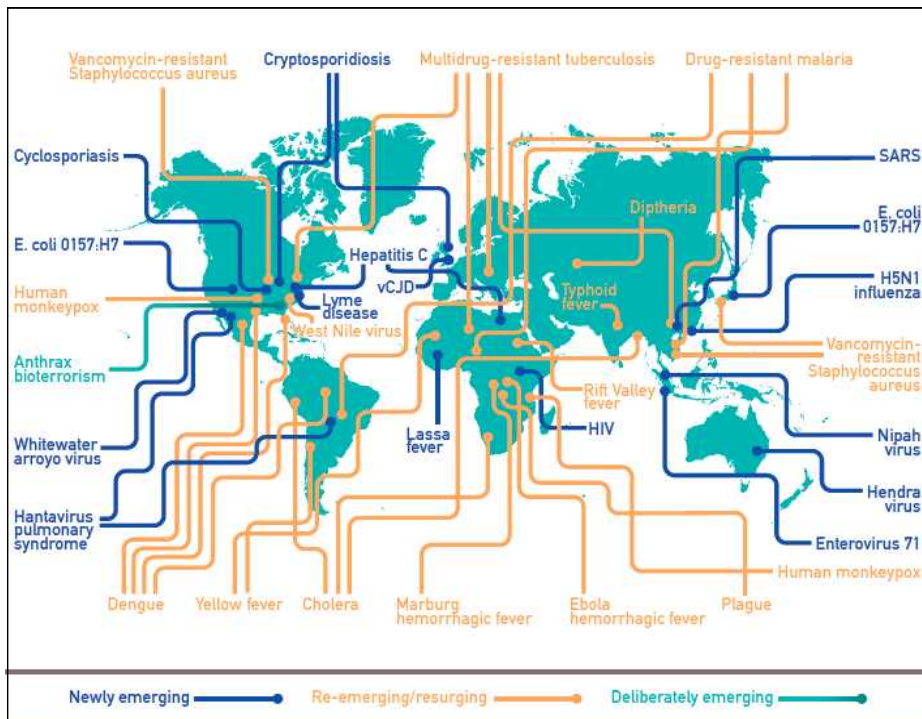 Vancomycin-resistant
Staphylococcus aureus
Cryptosporidiosis
Multidrug-resistant tuberculosis
Drug-resistant malaria
Cyclosporiasis
SARS
E. coli 0157:H7
E. coli
0157:H7
Diptheria
Hepatitis C
vCJD
H5N1
influenza
Human
monkeypox
Lyme
disease
Typhoid
fever
West Nile virus
Anthrax
bioterrorism
Vancomycin-
resistant
Staphylococcus
aureus
Rift Valley
fever
Whitewater
arroyo virus
Lassa
fever
HIV
Nipah
virus
Hantavirus
pulmonary
syndrome
Hendra
virus
Enterovirus 71
Human monkeypox
Dengue
Yellow fever
Cholera
Marburg
hemorrhagic fever
Ebola
hemorrhagic fever
Plague
Newly emerging
Re-emerging/resurging
Deliberately emerging